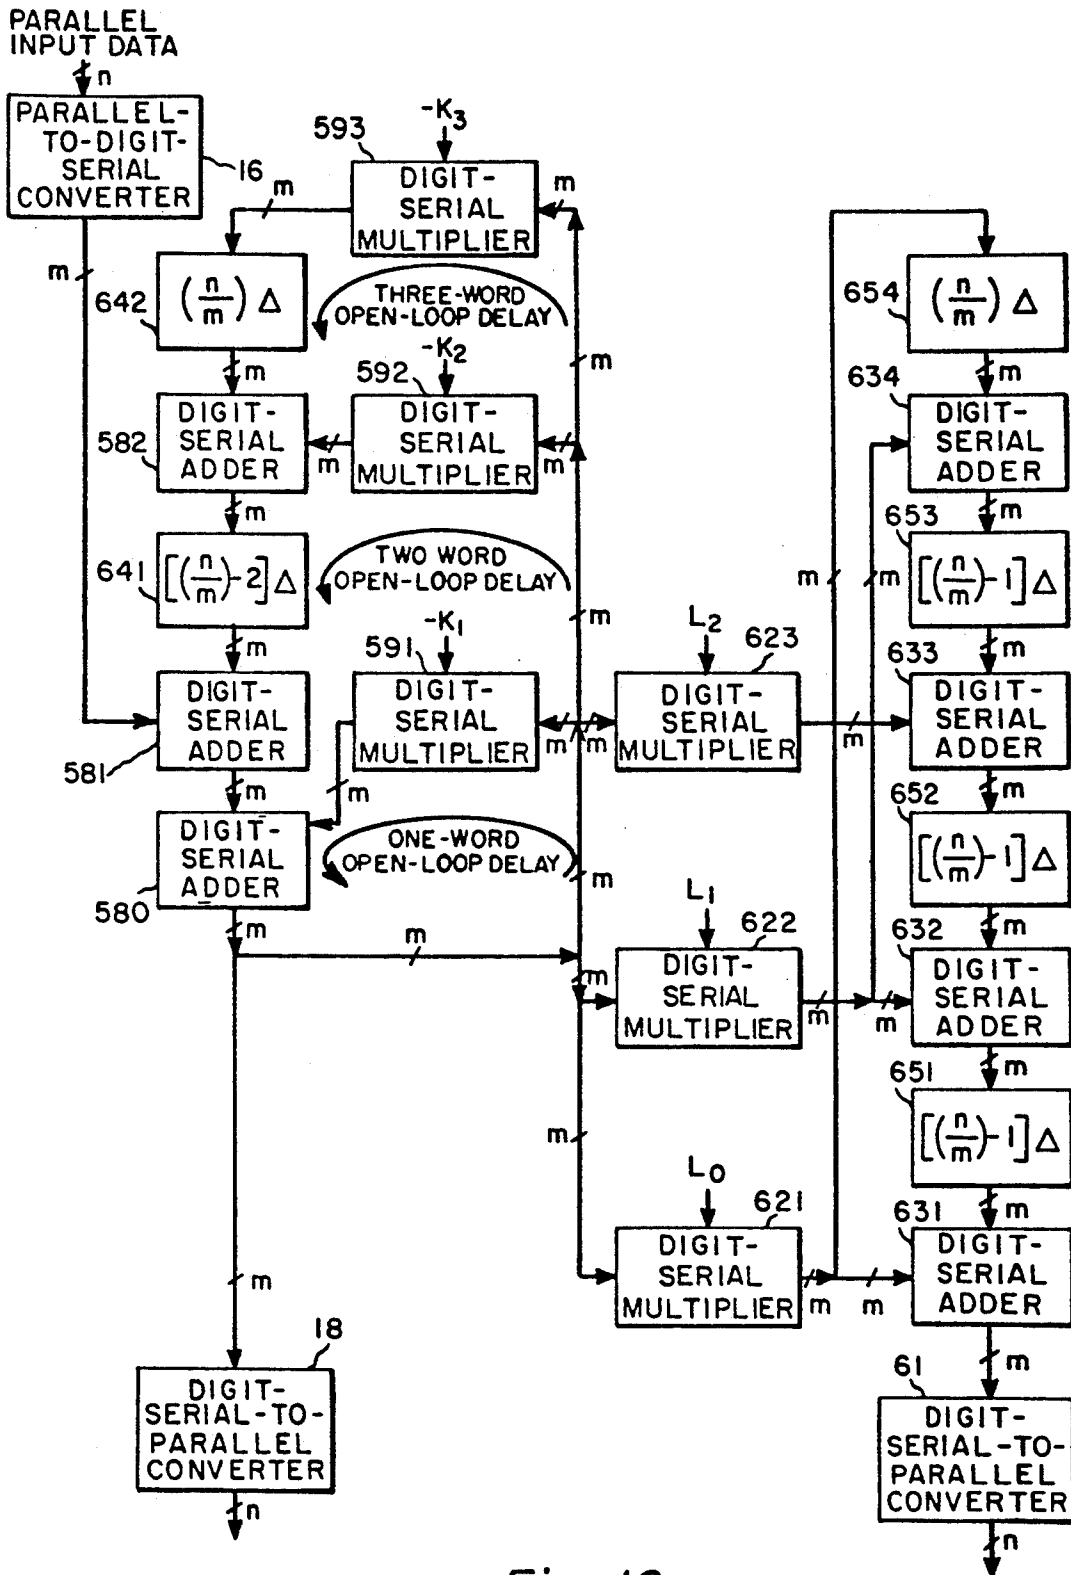 PARALLEL
INPUT DATA
n
PARALLEL-
TO-DIGIT-
SERIAL
CONVERTER
16
m
-K3
593
DIGIT-
SERIAL
MULTIPLIER
m
m
642
(n/m) Δ
THREE-WORD
OPEN-LOOP DELAY
m
m
-K2
592
582
DIGIT-
SERIAL
ADDER
m
DIGIT-
SERIAL
MULTIPLIER
m
m
641
[(n/m)-2] Δ
TWO WORD
OPEN-LOOP DELAY
m
m
-K1
591
581
DIGIT-
SERIAL
ADDER
DIGIT-
SERIAL
MULTIPLIER
m
m
m
m
580
DIGIT-
SERIAL
ADDER
ONE-WORD
OPEN-LOOP DELAY
m
m
m
m
L2
623
DIGIT-
SERIAL
MULTIPLIER
m
L1
622
DIGIT-
SERIAL
MULTIPLIER
m
m
m
L0
621
DIGIT-
SERIAL
MULTIPLIER
m
m
m
m
654
(n/m) Δ
m
634
DIGIT-
SERIAL
ADDER
m
653
[(n/m)-1] Δ
m
633
DIGIT-
SERIAL
ADDER
m
652
[(n/m)-1] Δ
m
632
DIGIT-
SERIAL
ADDER
m
651
[(n/m)-1] Δ
m
631
DIGIT-
SERIAL
ADDER
m
m
18
DIGIT-
SERIAL-TO-
PARALLEL
CONVERTER
n
61
DIGIT-
SERIAL-TO-
PARALLEL
CONVERTER
n